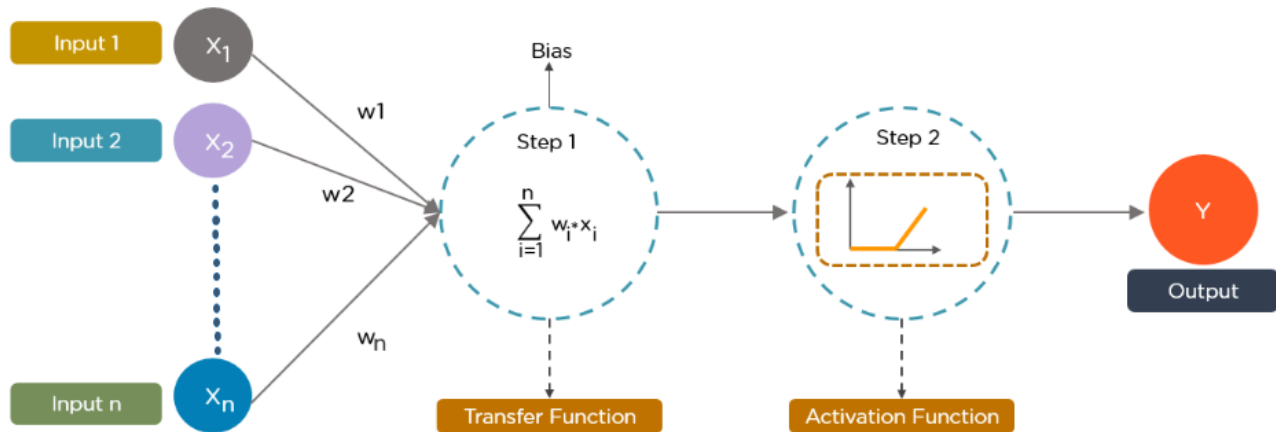 Input 1
X1
Input 2
X2
Input n
Xn
w1
w2
wn
Bias
Step 1
n
∑ wi*xi
i=1
Transfer Function
Step 2
Activation Function
Y
Output